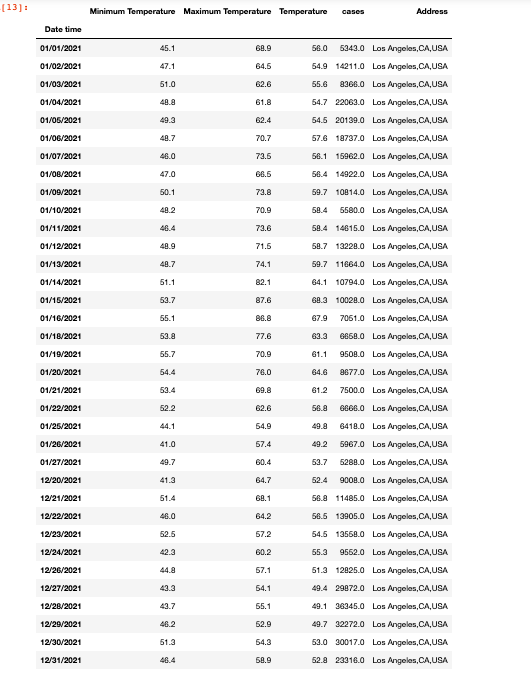 [13]:
Minimum Temperature Maximum Temperature Temperature cases Address
Date time
01/01/2021 45.1 68.9 56.0 5343.0 Los Angeles,CA,USA
01/02/2021 47.1 64.5 54.9 14211.0 Los Angeles,CA,USA
01/03/2021 51.0 62.6 55.6 8366.0 Los Angeles,CA,USA
01/04/2021 48.8 61.8 54.7 22063.0 Los Angeles,CA,USA
01/05/2021 49.3 62.4 54.5 20139.0 Los Angeles,CA,USA
01/06/2021 48.7 70.7 57.6 18737.0 Los Angeles,CA,USA
01/07/2021 46.0 73.5 56.1 15962.0 Los Angeles,CA,USA
01/08/2021 47.0 66.5 56.4 14922.0 Los Angeles,CA,USA
01/09/2021 50.1 73.8 59.7 10814.0 Los Angeles,CA,USA
01/10/2021 48.2 70.9 58.4 5580.0 Los Angeles,CA,USA
01/11/2021 46.4 73.6 58.4 14615.0 Los Angeles,CA,USA
01/12/2021 48.9 71.5 58.7 13228.0 Los Angeles,CA,USA
01/13/2021 48.7 74.1 59.7 11664.0 Los Angeles,CA,USA
01/14/2021 51.1 82.1 64.1 10794.0 Los Angeles,CA,USA
01/15/2021 53.7 87.6 68.3 10028.0 Los Angeles,CA,USA
01/16/2021 55.1 86.8 67.9 7051.0 Los Angeles,CA,USA
01/18/2021 53.8 77.6 63.3 6658.0 Los Angeles,CA,USA
01/19/2021 55.7 70.9 61.1 9508.0 Los Angeles,CA,USA
01/20/2021 54.4 76.0 64.6 8677.0 Los Angeles,CA,USA
01/21/2021 53.4 69.8 61.2 7500.0 Los Angeles,CA,USA
01/22/2021 52.2 62.6 56.8 6666.0 Los Angeles,CA,USA
01/25/2021 44.1 54.9 49.8 6418.0 Los Angeles,CA,USA
01/26/2021 41.0 57.4 49.2 5967.0 Los Angeles,CA,USA
01/27/2021 49.7 60.4 53.7 5288.0 Los Angeles,CA,USA
12/20/2021 41.3 64.7 52.4 9008.0 Los Angeles,CA,USA
12/21/2021 51.4 68.1 56.8 11485.0 Los Angeles,CA,USA
12/22/2021 46.0 64.2 56.5 13905.0 Los Angeles,CA,USA
12/23/2021 52.5 57.2 54.5 13558.0 Los Angeles,CA,USA
12/24/2021 42.3 60.2 55.3 9552.0 Los Angeles,CA,USA
12/26/2021 44.8 57.1 51.3 12825.0 Los Angeles,CA,USA
12/27/2021 43.3 54.1 49.4 29872.0 Los Angeles,CA,USA
12/28/2021 43.7 55.1 49.1 36345.0 Los Angeles,CA,USA
12/29/2021 46.2 52.9 49.7 32272.0 Los Angeles,CA,USA
12/30/2021 51.3 54.3 53.0 30017.0 Los Angeles,CA,USA
12/31/2021 46.4 58.9 52.8 23316.0 Los Angeles,CA,USA